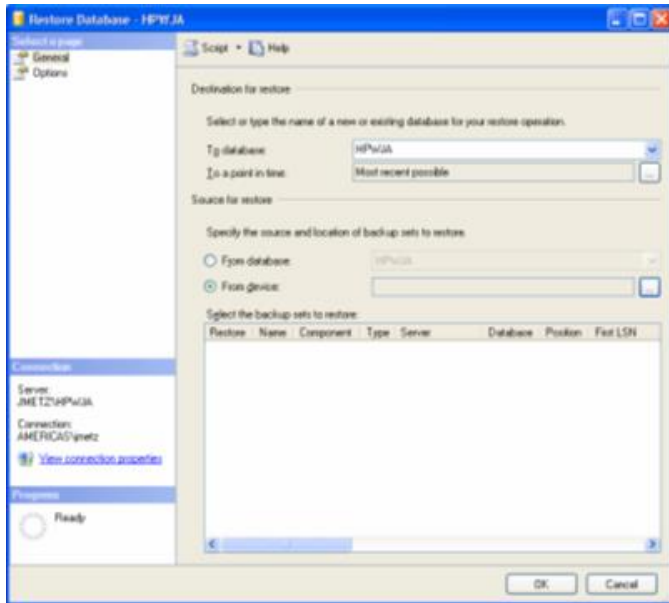 Restore Database - HPWJA
Select a page
General
Options
Script Help
Destination for restore
Select or type the name of a new or existing database for your restore operation.
To database: HPWJA
To a point in time: Most recent possible
...
Source for restore
Specify the source and location of backup sets to restore.
From database: HPWJA
From device:
...
Select the backup sets to restore:
Restore Name Component Type Server Database Position First LSN
Connection
Server:
JMETZ\HPWJA
Connection:
AMERICAS\jmetz
View connection properties
Progress
Ready
OK Cancel